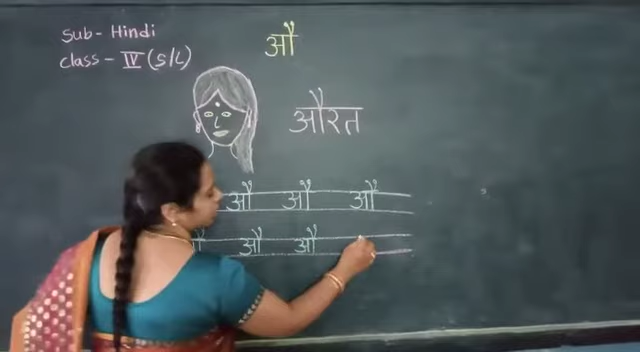 Sub- Hindi
class - IV (S/L)
औ
औरत
औ औ औ
औ औ